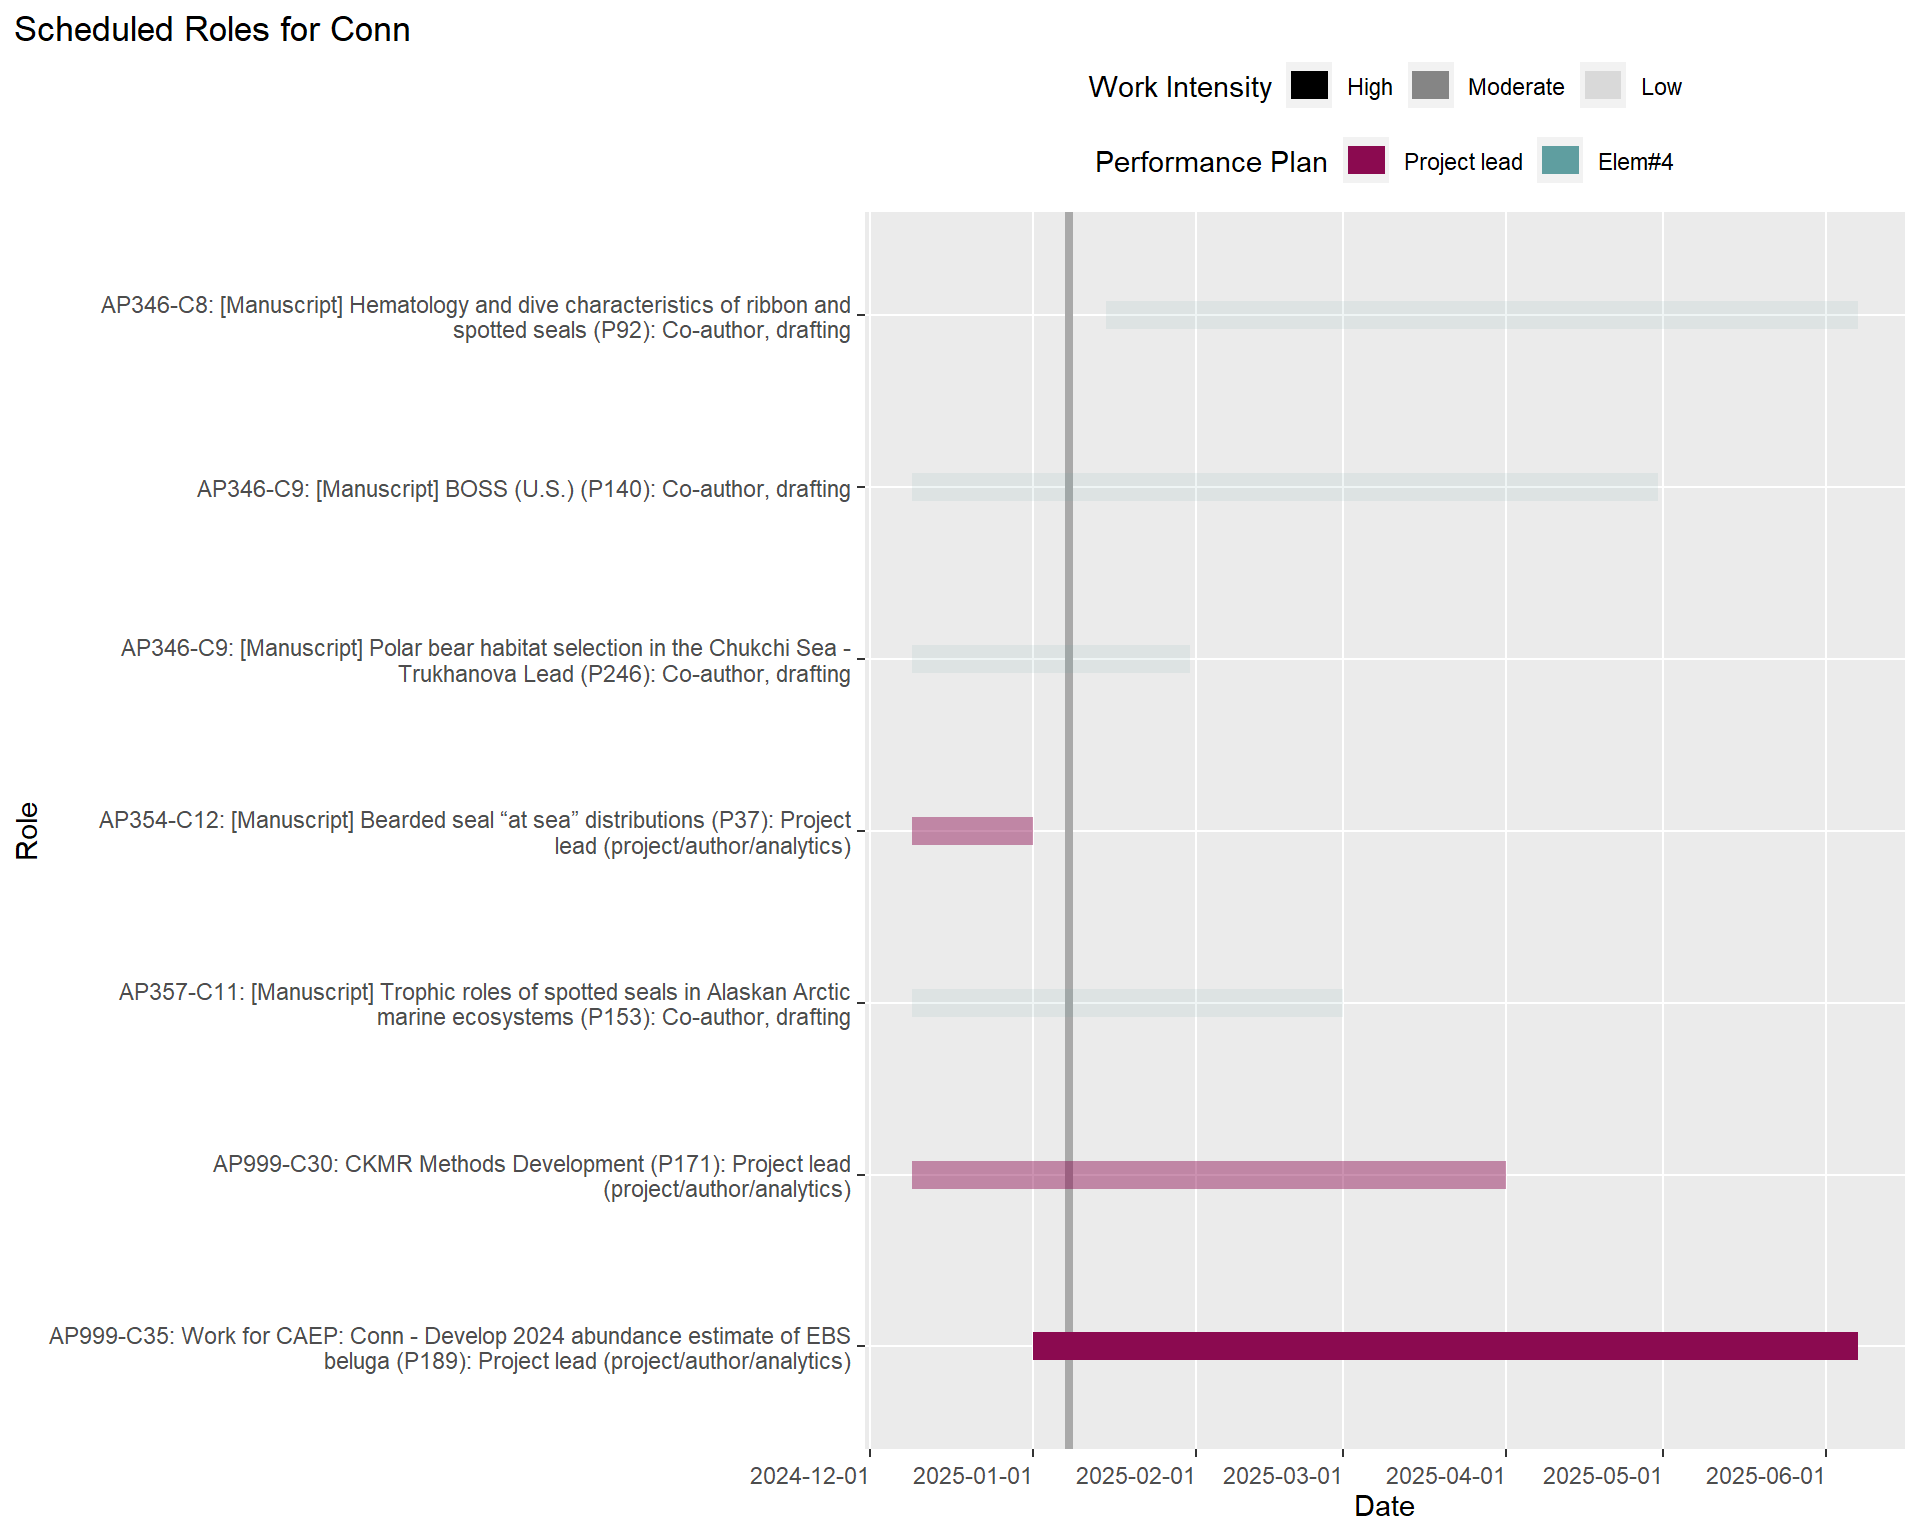 Scheduled Roles for Conn
Work Intensity High Moderate Low
Performance Plan Project lead Elem#4
AP346-C8: [Manuscript] Hematology and dive characteristics of ribbon and
spotted seals (P92): Co-author, drafting
AP346-C9: [Manuscript] BOSS (U.S.) (P140): Co-author, drafting
AP346-C9: [Manuscript] Polar bear habitat selection in the Chukchi Sea -
Trukhanova Lead (P246): Co-author, drafting
Role
AP354-C12: [Manuscript] Bearded seal “at sea” distributions (P37): Project
lead (project/author/analytics)
AP357-C11: [Manuscript] Trophic roles of spotted seals in Alaskan Arctic
marine ecosystems (P153): Co-author, drafting
AP999-C30: CKMR Methods Development (P171): Project lead
(project/author/analytics)
AP999-C35: Work for CAEP: Conn - Develop 2024 abundance estimate of EBS
beluga (P189): Project lead (project/author/analytics)
2024-12-01 2025-01-01 2025-02-01 2025-03-01 2025-04-01 2025-05-01 2025-06-01
Date